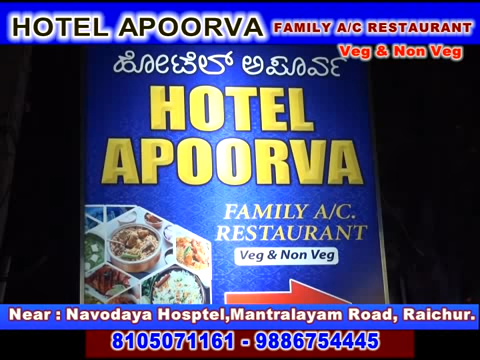 HOTEL APOORVA FAMILY A/C RESTAURANT
Veg & Non Veg
ಹೋಟೆಲ್ ಅಪೂರ್ವ
HOTEL
APOORVA
FAMILY A/C.
RESTAURANT
Veg & Non Veg
Near : Navodaya Hosptel,Mantralayam Road, Raichur.
8105071161 - 9886754445